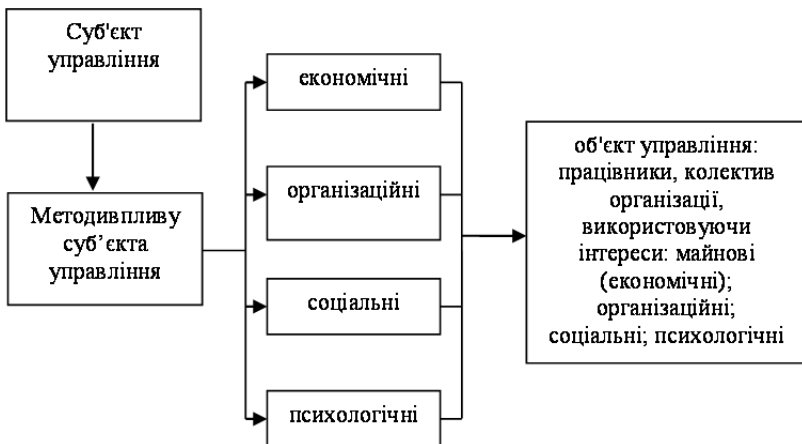 Суб'єкт
управління
Методивпливу
суб’єкта
управління
економічні
організаційні
соціальні
психологічні
об'єкт управління:
працівники, колектив
організації,
використовуючи
інтереси: майнові
(економічні);
організаційні;
соціальні; психологічні